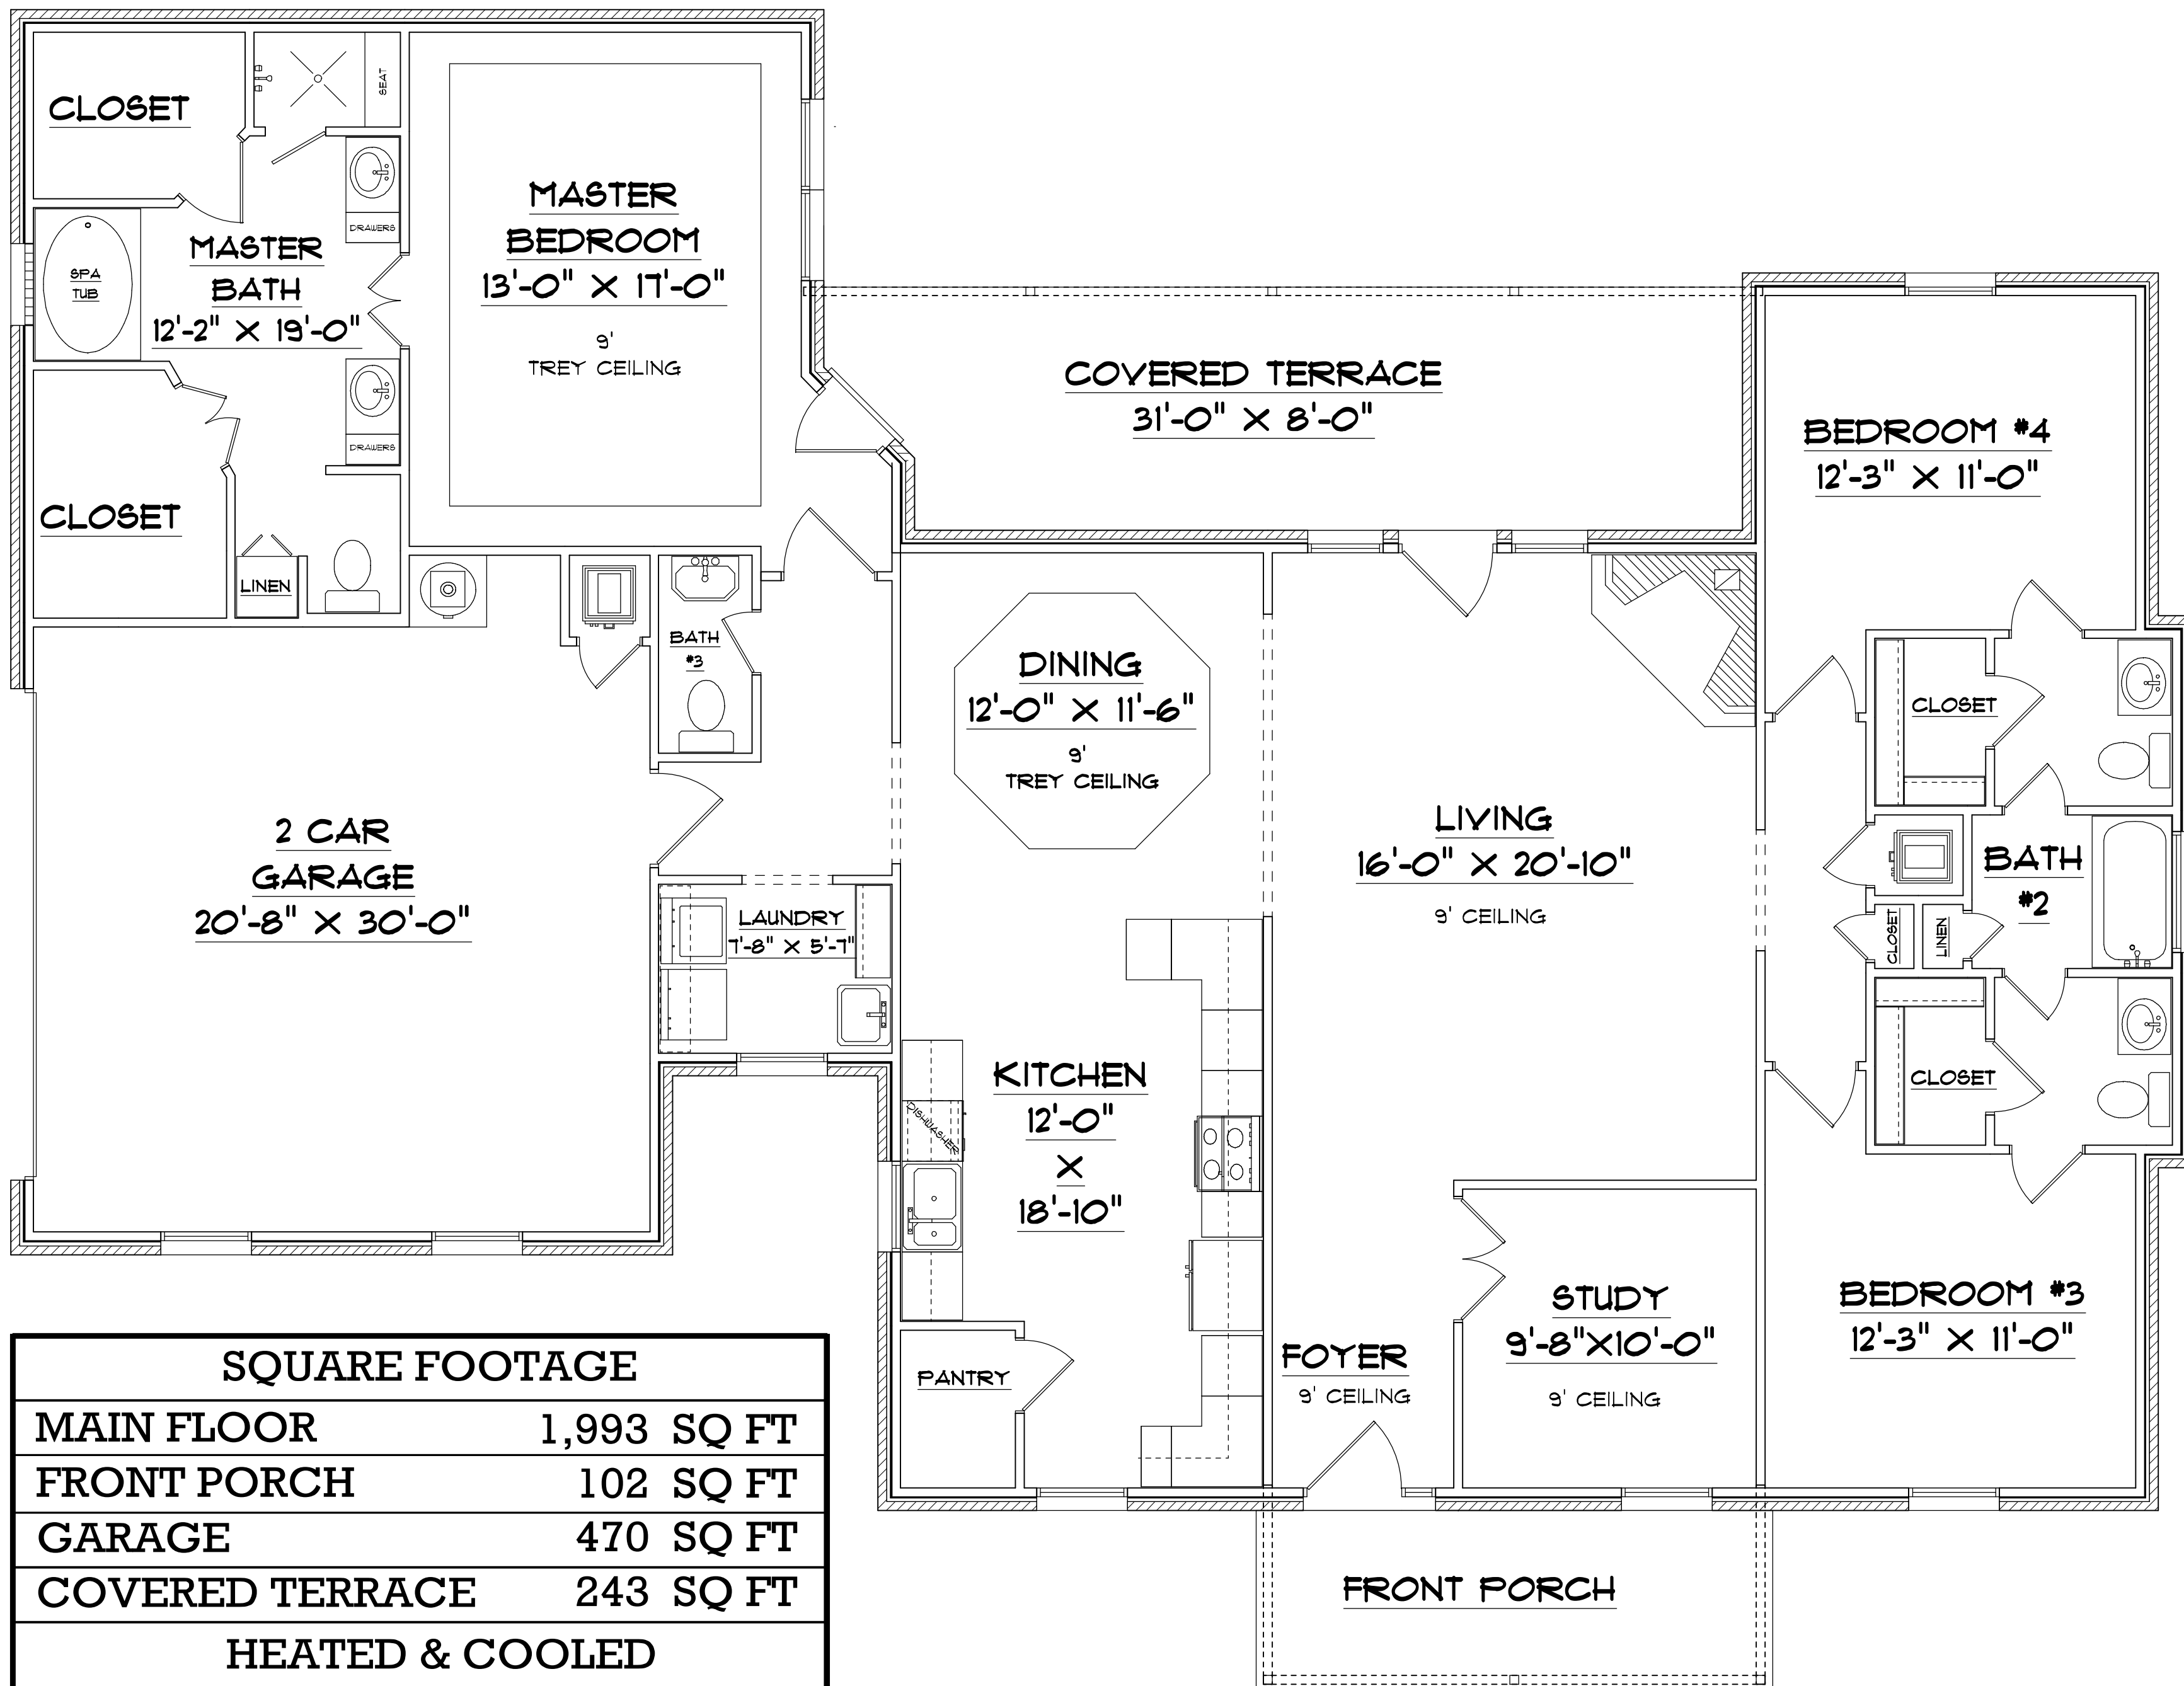 CLOSET
SEAT
MASTER
BEDROOM
13'-0" X 17'-0"
9'
TREY CEILING
DRAWERS
MASTER
BATH
12'-2" X 19'-0"
SPA
TUB
DRAWERS
CLOSET
LINEN
COVERED TERRACE
31'-0" X 8'-0"
BEDROOM #4
12'-3" X 11'-0"
BATH
#3
DINING
12'-0" X 11'-6"
9'
TREY CEILING
CLOSET
2 CAR
GARAGE
20'-8" X 30'-0"
LIVING
16'-0" X 20'-10"
9' CEILING
BATH
#2
LAUNDRY
7'-8" X 5'-7"
CLOSET
LINEN
KITCHEN
12'-0"
X
18'-10"
DISHWASHER
CLOSET
STUDY
9'-8"X10'-0"
9' CEILING
BEDROOM #3
12'-3" X 11'-0"
FOYER
9' CEILING
PANTRY
FRONT PORCH
SQUARE FOOTAGE
MAIN FLOOR 1,993 SQ FT
FRONT PORCH 102 SQ FT
GARAGE 470 SQ FT
COVERED TERRACE 243 SQ FT
HEATED & COOLED